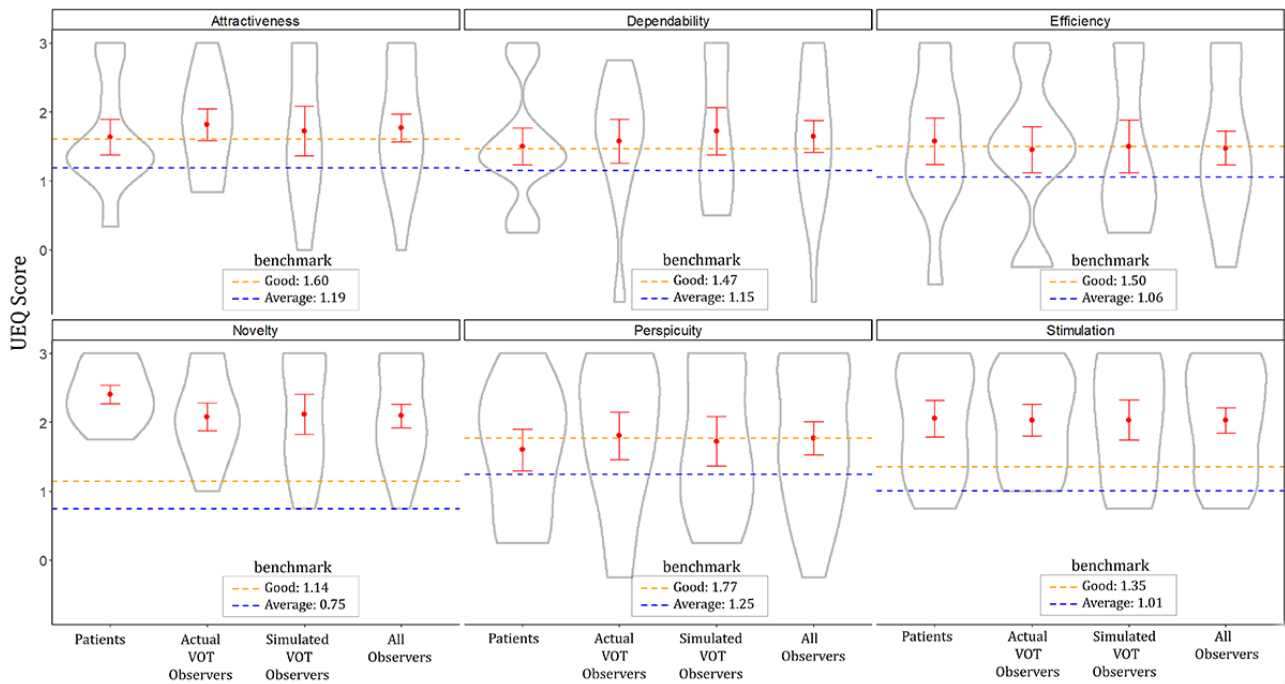 Attractiveness
Dependability
Efficiency
UEQ Score
3
2
1
0
benchmark
Good: 1.60
Average: 1.19
benchmark
Good: 1.47
Average: 1.15
benchmark
Good: 1.50
Average: 1.06
Novelty
Perspicuity
Stimulation
3
2
1
0
benchmark
Good: 1.14
Average: 0.75
benchmark
Good: 1.77
Average: 1.25
benchmark
Good: 1.35
Average: 1.01
Patients
Actual
VOT
Observers
Simulated
VOT
Observers
All
Observers
Patients
Actual
VOT
Observers
Simulated
VOT
Observers
All
Observers
Patients
Actual
VOT
Observers
Simulated
VOT
Observers
All
Observers